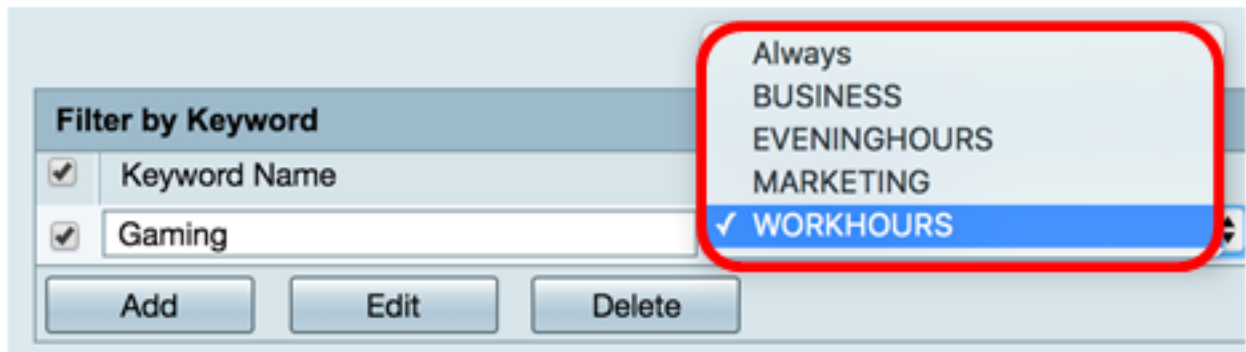 Always
BUSINESS
EVENINGHOURS
MARKETING
✓ WORKHOURS
Filter by Keyword
Keyword Name
Gaming
Add Edit Delete